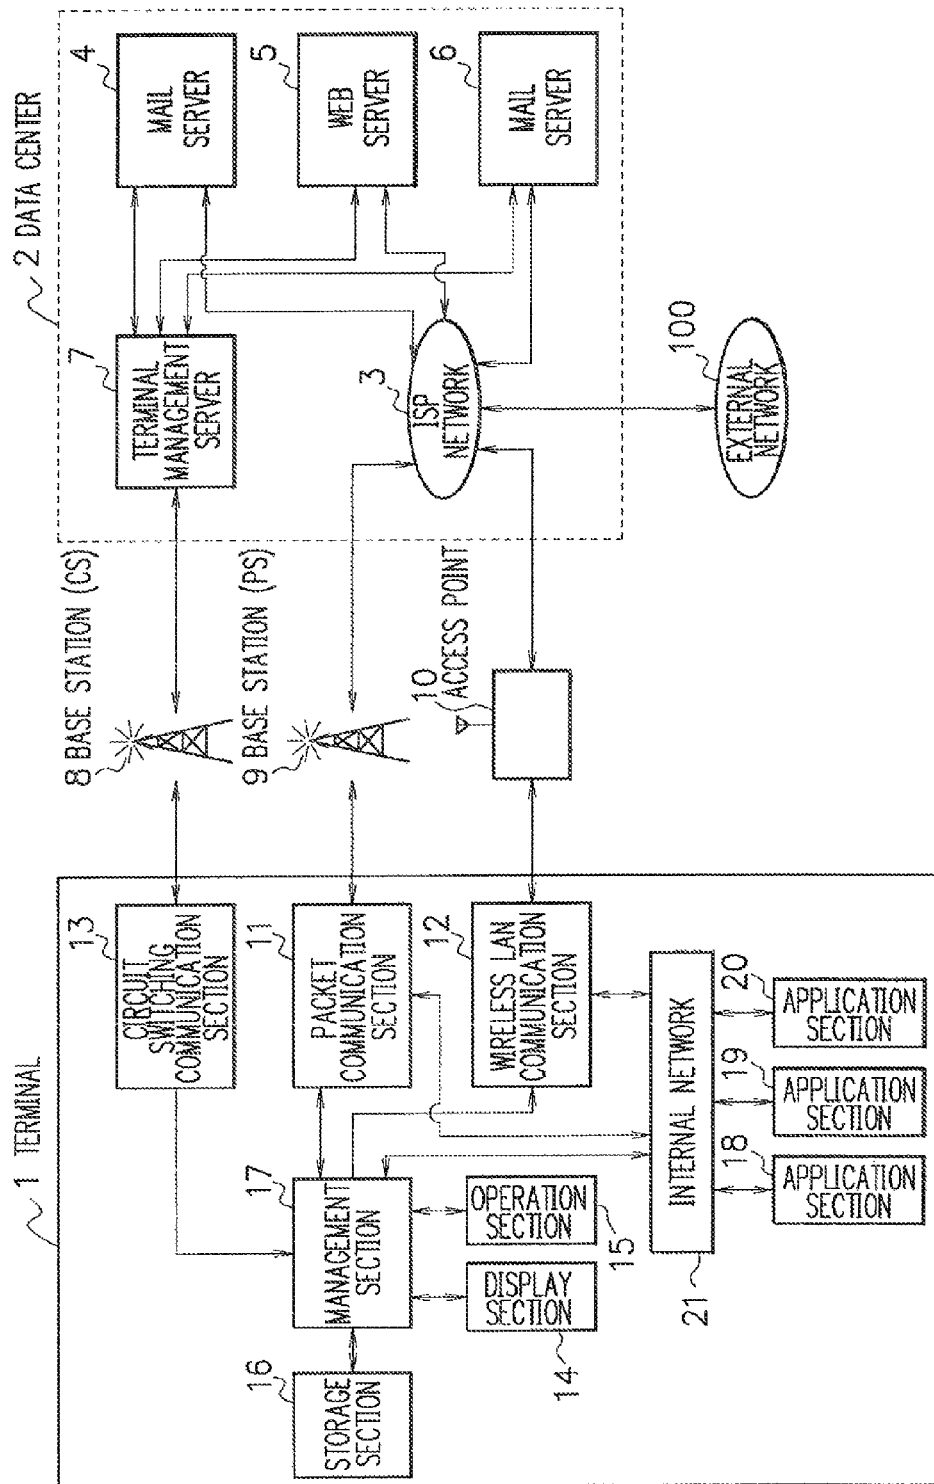 1 TERMINAL
2 DATA CENTER
13
CIRCUIT
SWITCHING
COMMUNICATION
SECTION
8 BASE STATION (CS)
7
TERMINAL
MANAGEMENT
SERVER
4
MAIL
SERVER
16
STORAGE
SECTION
17
MANAGEMENT
SECTION
11
PACKET
COMMUNICATION
SECTION
9 BASE STATION (PS)
3
ISP
NETWORK
5
WEB
SERVER
14
DISPLAY
SECTION
15
OPERATION
SECTION
12
WIRELESS LAN
COMMUNICATION
SECTION
10
ACCESS POINT
6
MAIL
SERVER
21
INTERNAL NETWORK
18
APPLICATION
SECTION
19
APPLICATION
SECTION
20
APPLICATION
SECTION
100
EXTERNAL
NETWORK